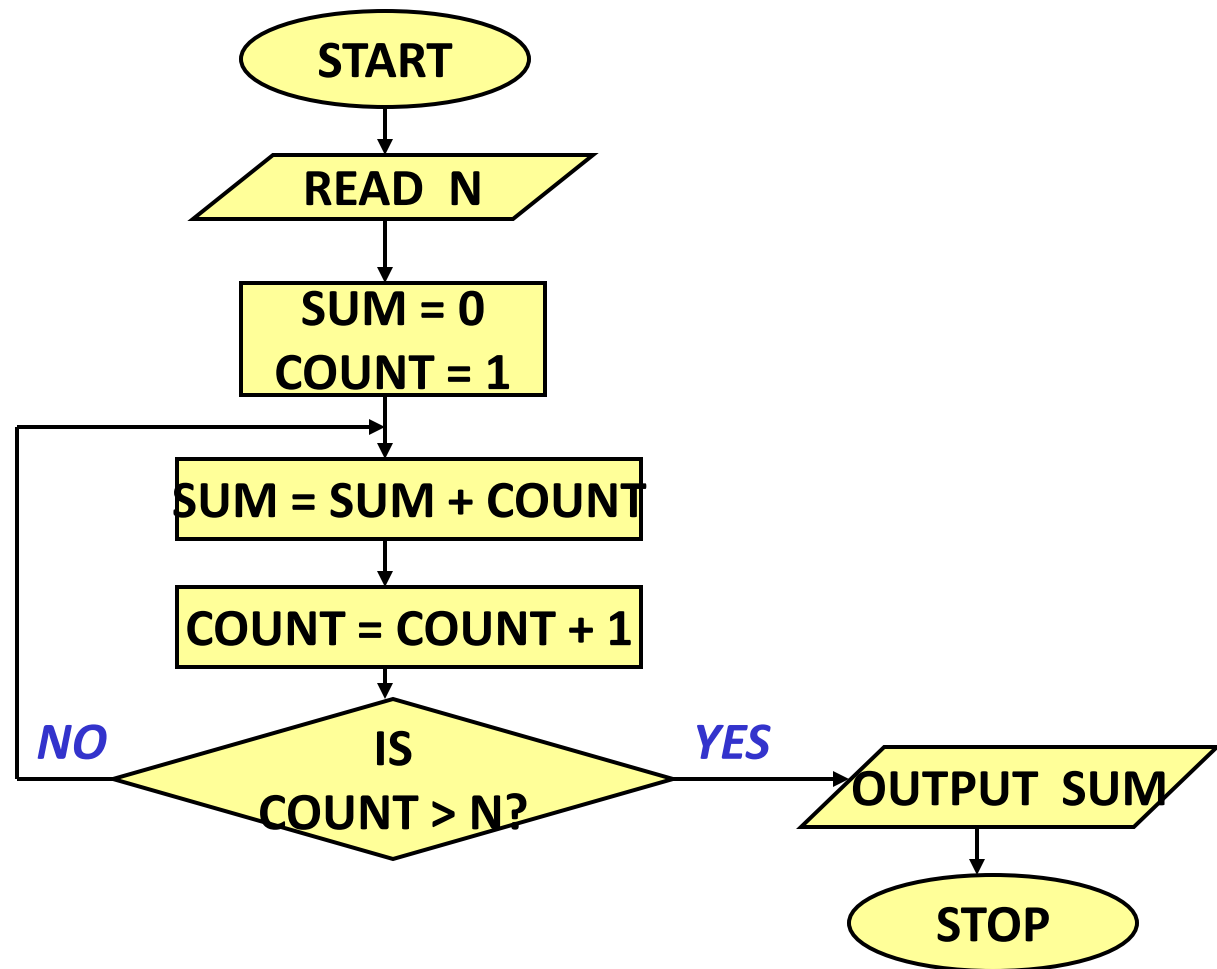 START
READ N
SUM = 0
COUNT = 1
SUM = SUM + COUNT
COUNT = COUNT + 1
IS
COUNT > N?
NO
YES
OUTPUT SUM
STOP